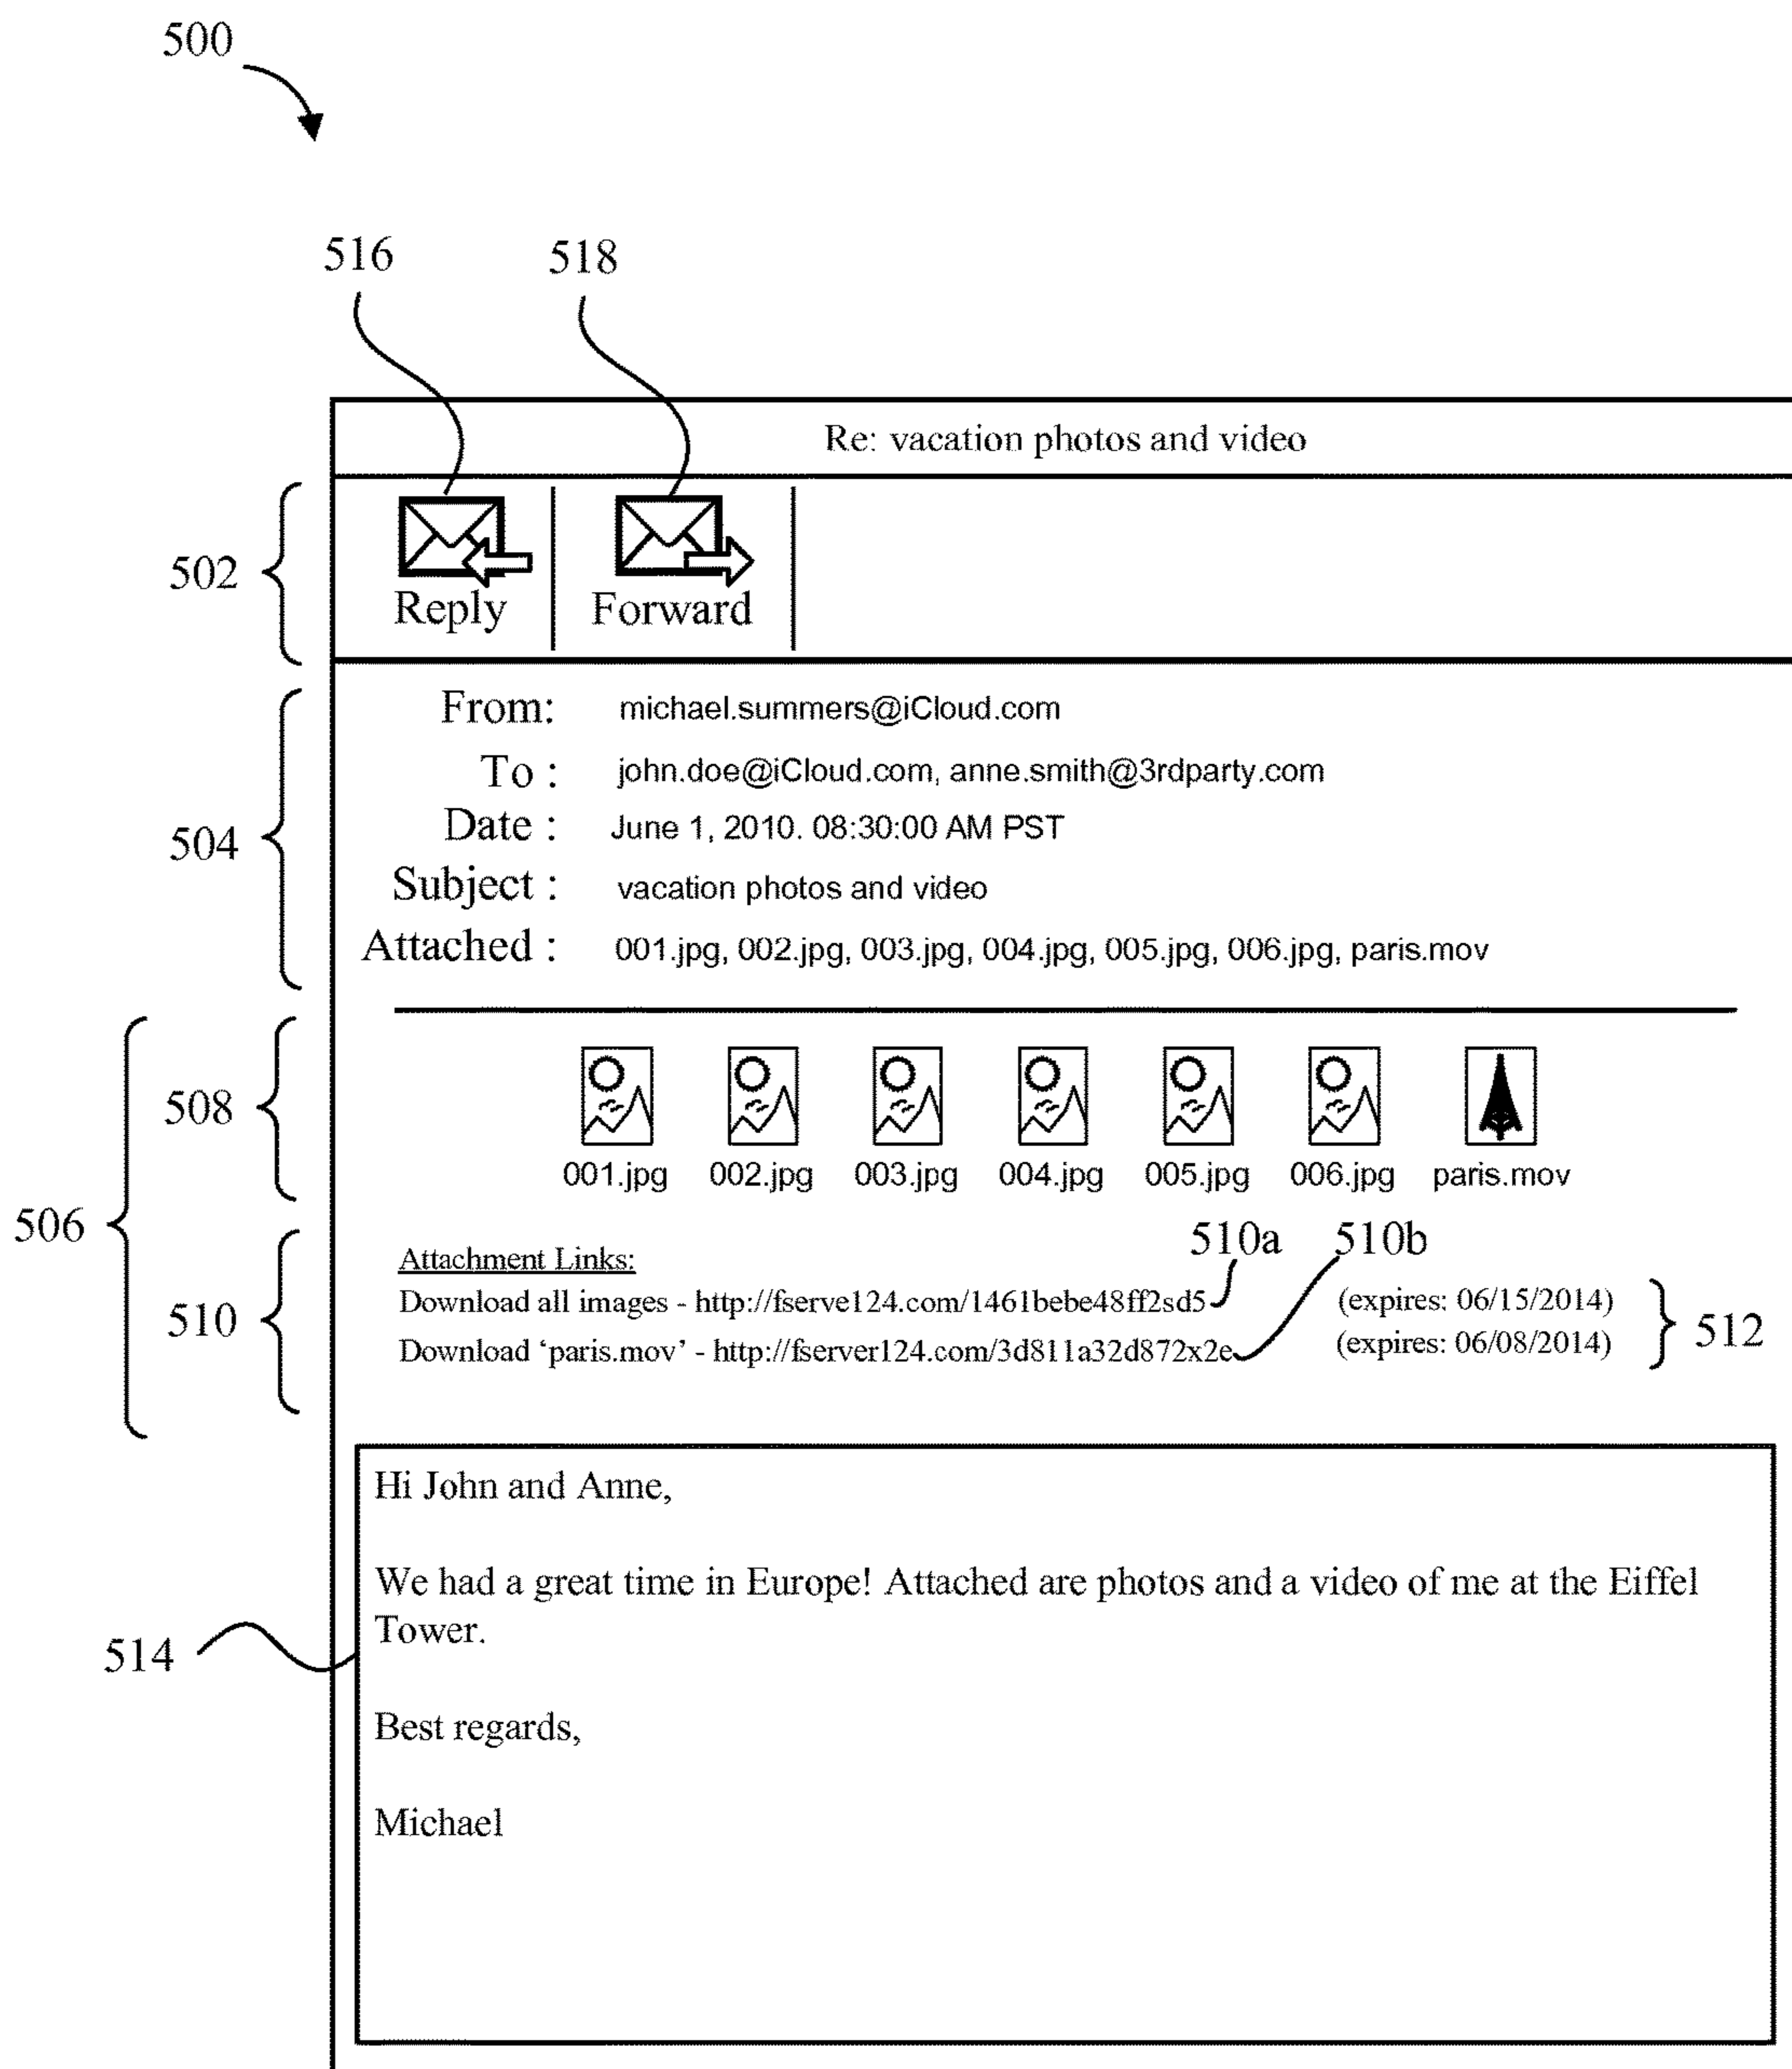 500
516 518
Re: vacation photos and video
502
Reply Forward
504
From: michael.summers@iCloud.com
To : john.doe@iCloud.com, anne.smith@3rdparty.com
Date : June 1, 2010. 08:30:00 AM PST
Subject : vacation photos and video
Attached : 001.jpg, 002.jpg, 003.jpg, 004.jpg, 005.jpg, 006.jpg, paris.mov
506
508
001.jpg 002.jpg 003.jpg 004.jpg 005.jpg 006.jpg paris.mov
510
510a 510b
Attachment Links:
Download all images - http://fserve124.com/1461bebe48ff2sd5 (expires: 06/15/2014)
Download ‘paris.mov’ - http://fserver124.com/3d811a32d872x2e (expires: 06/08/2014)
512
Hi John and Anne,
We had a great time in Europe! Attached are photos and a video of me at the Eiffel
Tower.
514
Best regards,
Michael